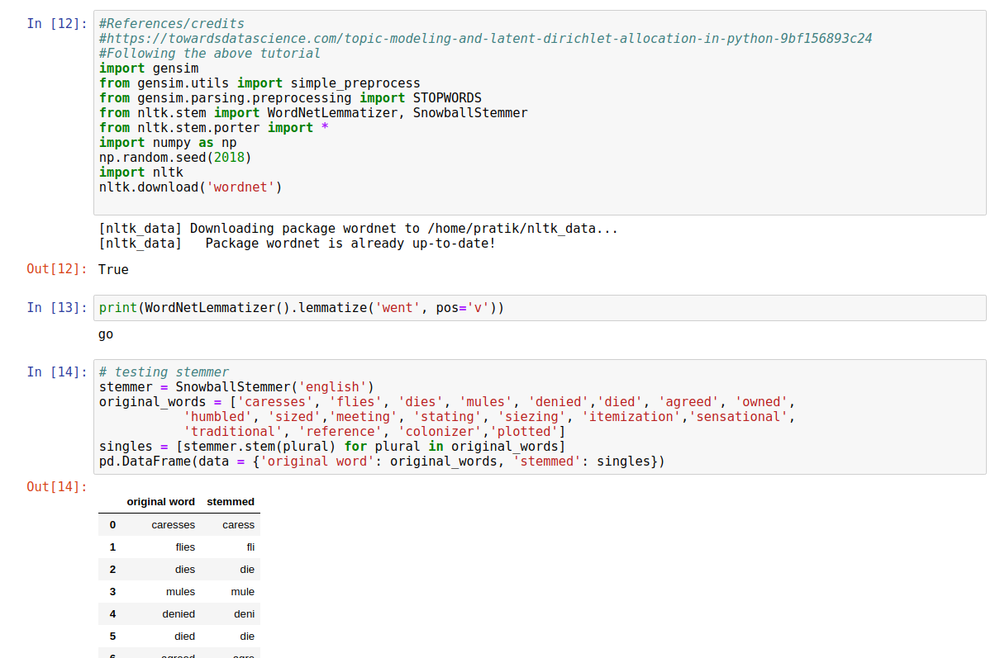 In [12]: #References/credits
#https://towardsdatascience.com/topic-modeling-and-latent-dirichlet-allocation-in-python-9bf156893c24
#Following the above tutorial
import gensim
from gensim.utils import simple_preprocess
from gensim.parsing.preprocessing import STOPWORDS
from nltk.stem import WordNetLemmatizer, SnowballStemmer
from nltk.stem.porter import *
import numpy as np
np.random.seed(2018)
import nltk
nltk.download('wordnet')
[nltk_data] Downloading package wordnet to /home/pratik/nltk_data...
[nltk_data]   Package wordnet is already up-to-date!
Out[12]: True
In [13]: print(WordNetLemmatizer().lemmatize('went', pos='v'))
go
In [14]: # testing stemmer
stemmer = SnowballStemmer('english')
original_words = ['caresses', 'flies', 'dies', 'mules', 'denied','died', 'agreed', 'owned',
           'humbled', 'sized','meeting', 'stating', 'siezing', 'itemization','sensational',
           'traditional', 'reference', 'colonizer','plotted']
singles = [stemmer.stem(plural) for plural in original_words]
pd.DataFrame(data = {'original word': original_words, 'stemmed': singles})
Out[14]:
original word stemmed
0 caresses caress
1 flies fli
2 dies die
3 mules mule
4 denied deni
5 died die
6 agreed agre